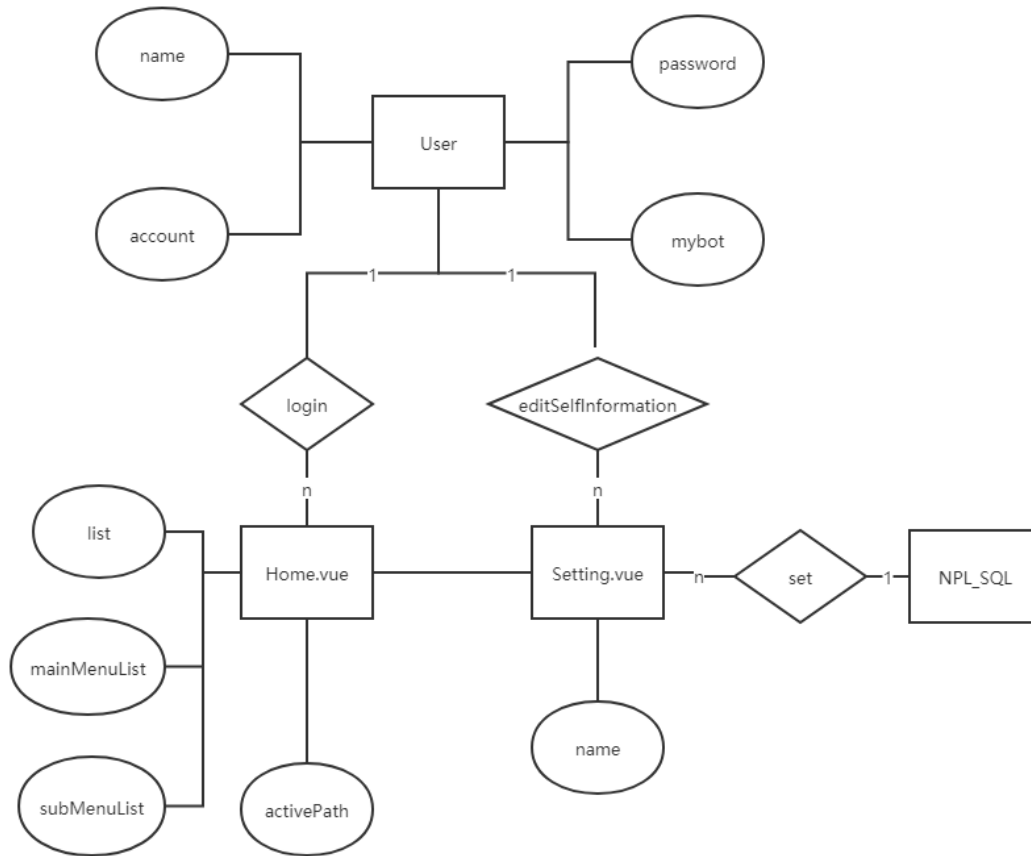 name
password
User
account
mybot
1
1
login
editSelfInformation
n
n
list
Home.vue
Setting.vue
n
set
1
NPL_SQL
mainMenuList
name
subMenuList
activePath